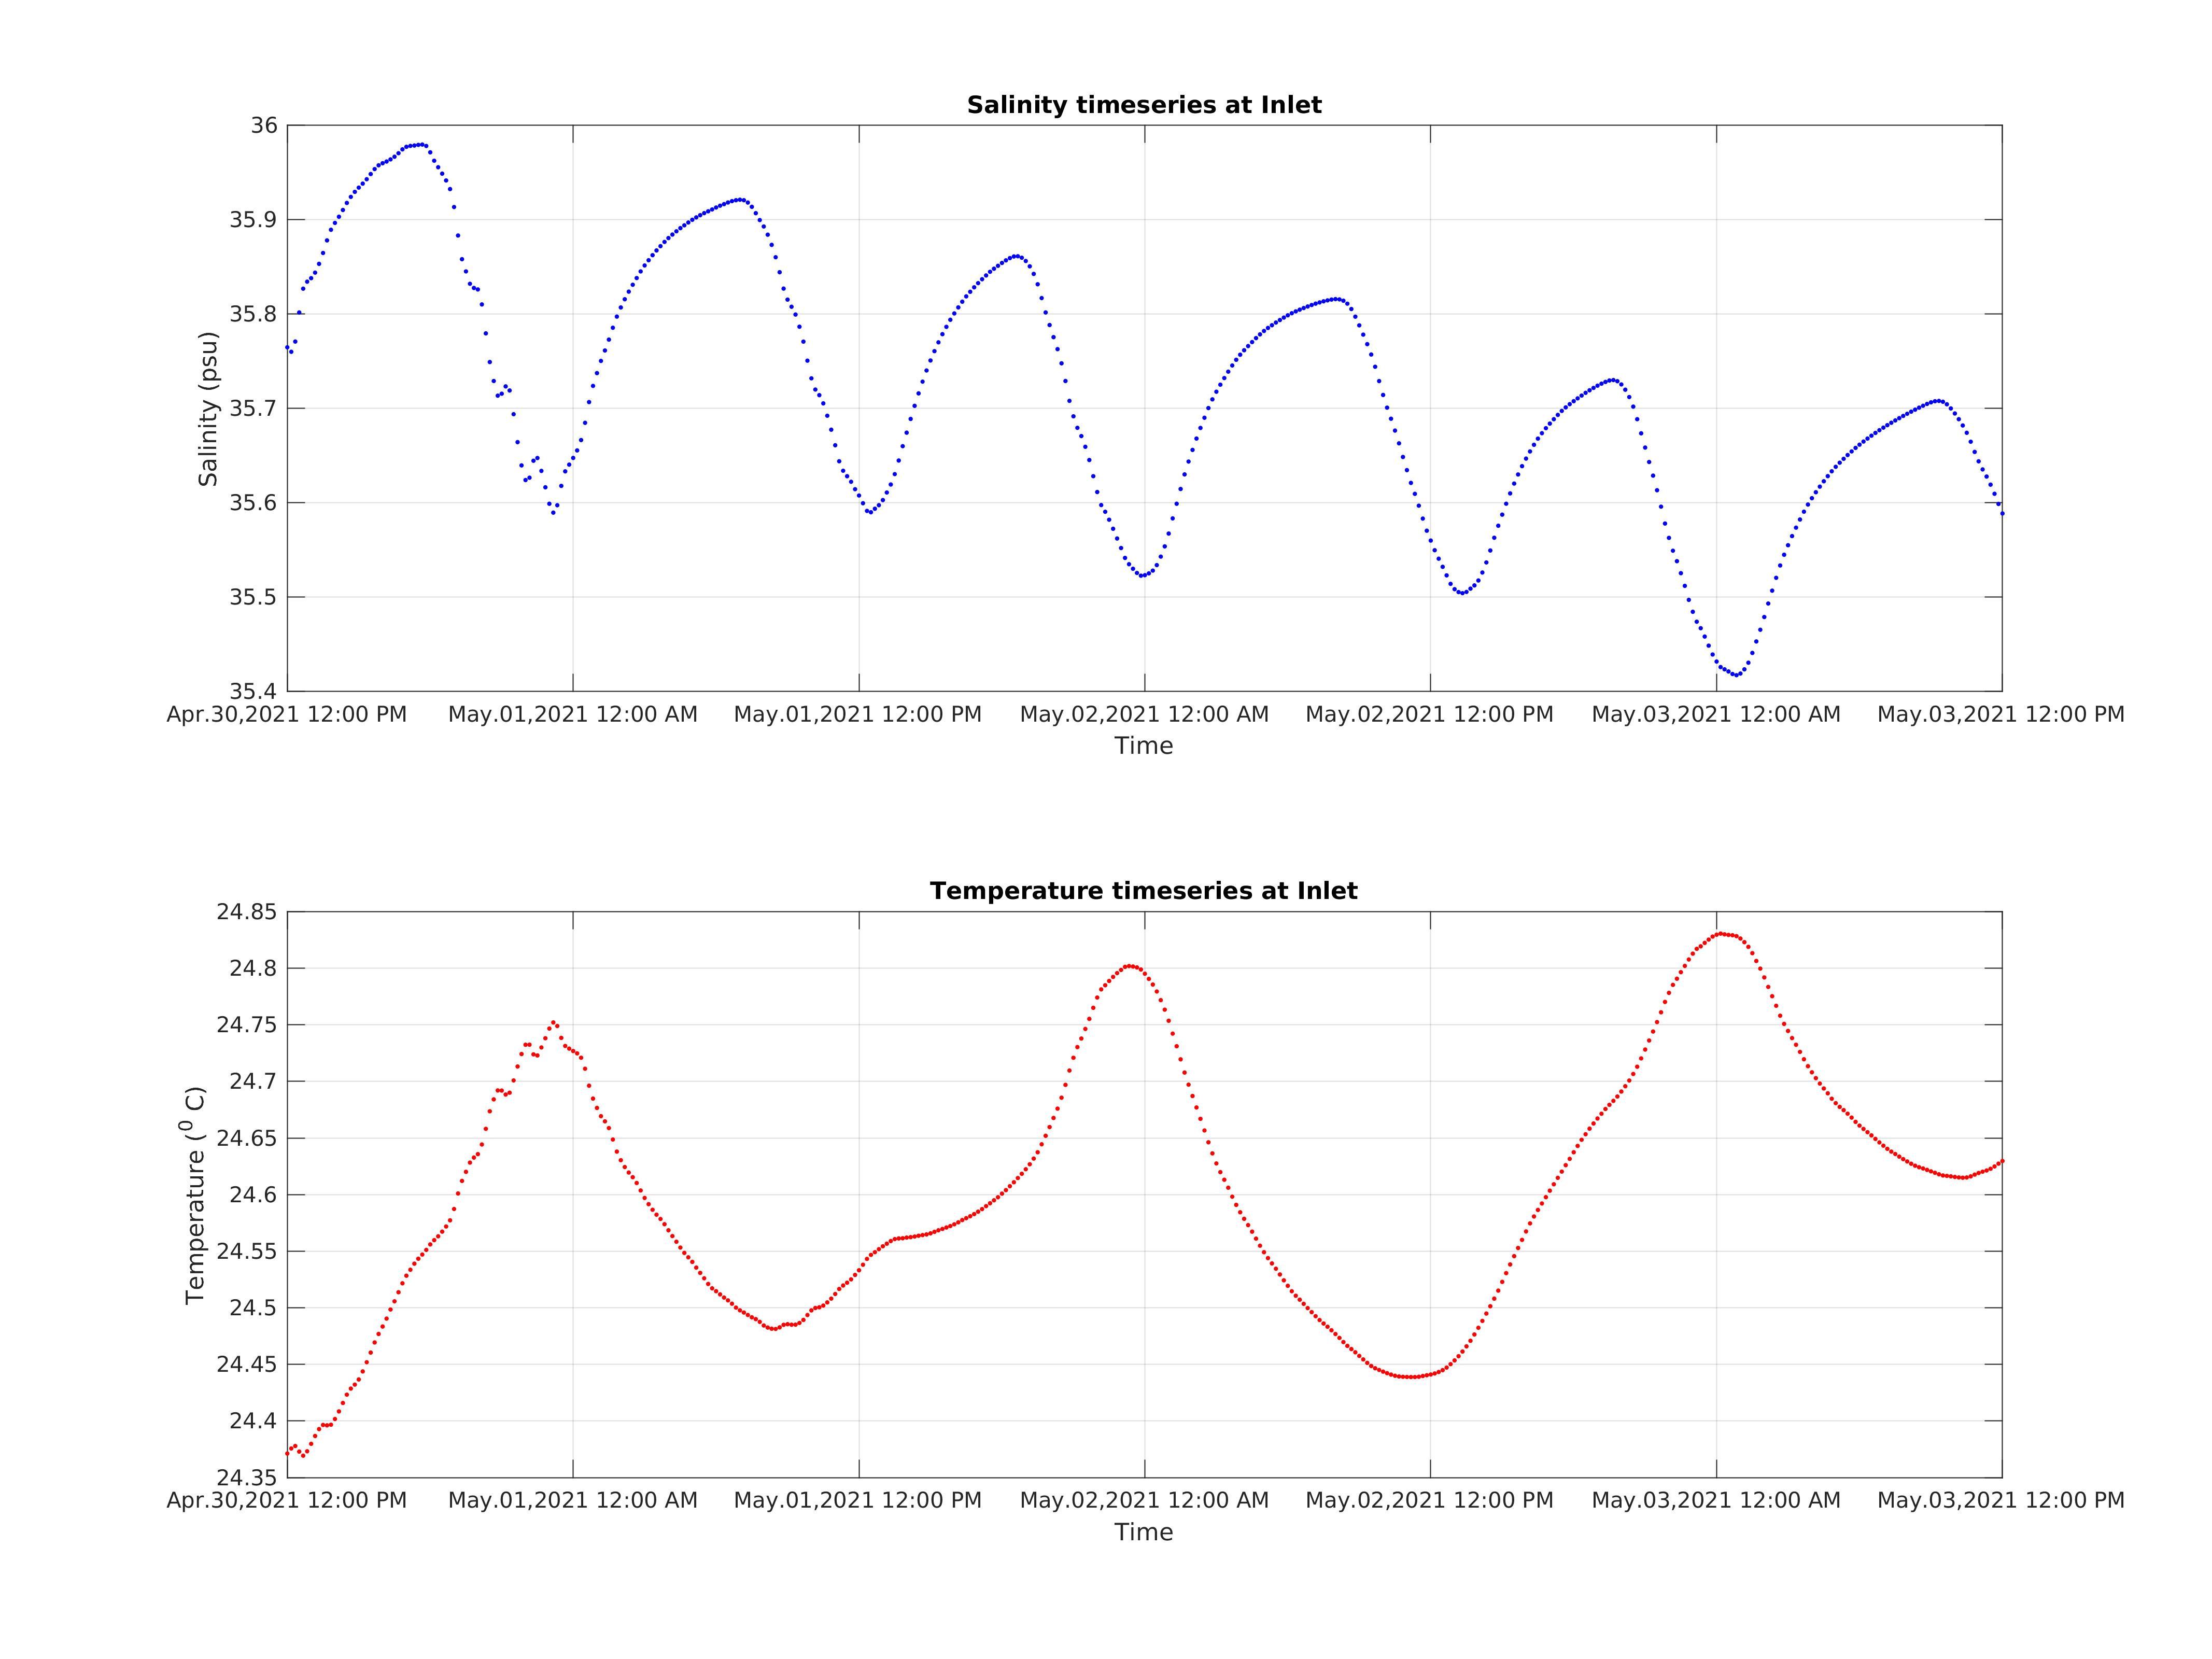 Salinity timeseries at Inlet
36
35.9
35.8
35.7
35.6
35.5
35.4
Salinity (psu)
Apr.30,2021 12:00 PM May.01,2021 12:00 AM May.01,2021 12:00 PM May.02,2021 12:00 AM May.02,2021 12:00 PM May.03,2021 12:00 AM May.03,2021 12:00 PM
Time
Temperature timeseries at Inlet
24.85
24.8
24.75
24.7
24.65
24.6
24.55
24.5
24.45
24.4
24.35
Temperature (⁰ C)
Apr.30,2021 12:00 PM May.01,2021 12:00 AM May.01,2021 12:00 PM May.02,2021 12:00 AM May.02,2021 12:00 PM May.03,2021 12:00 AM May.03,2021 12:00 PM
Time